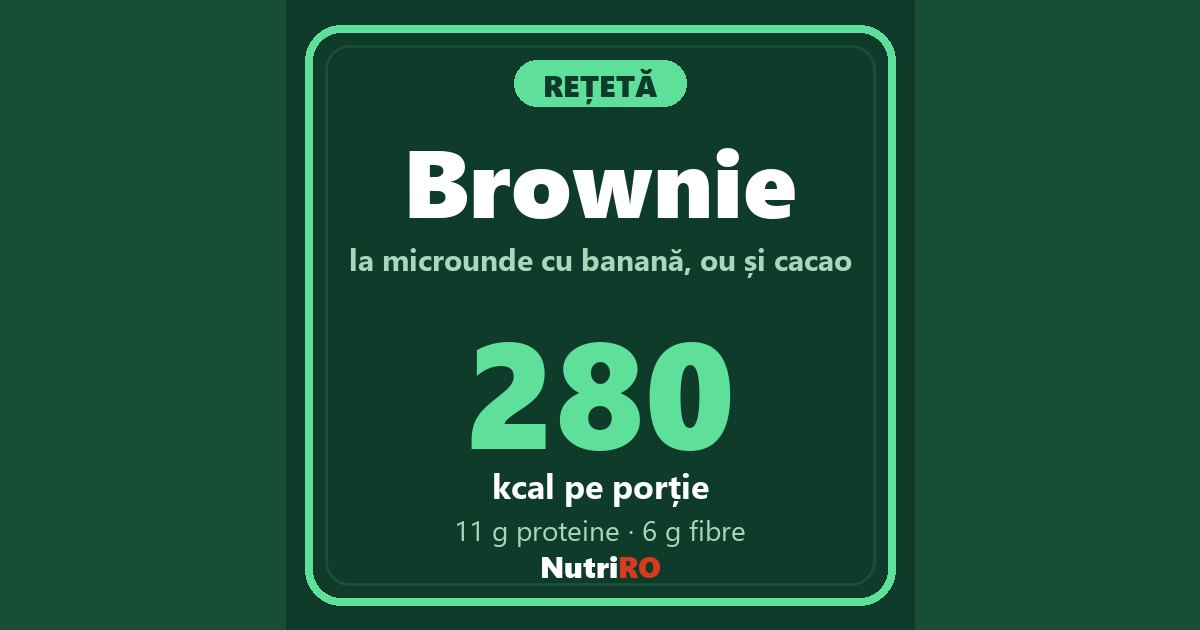 REȚETĂ
Brownie
la microunde cu banană, ou și cacao
280
kcal pe porție
11 g proteine · 6 g fibre
NutriRO